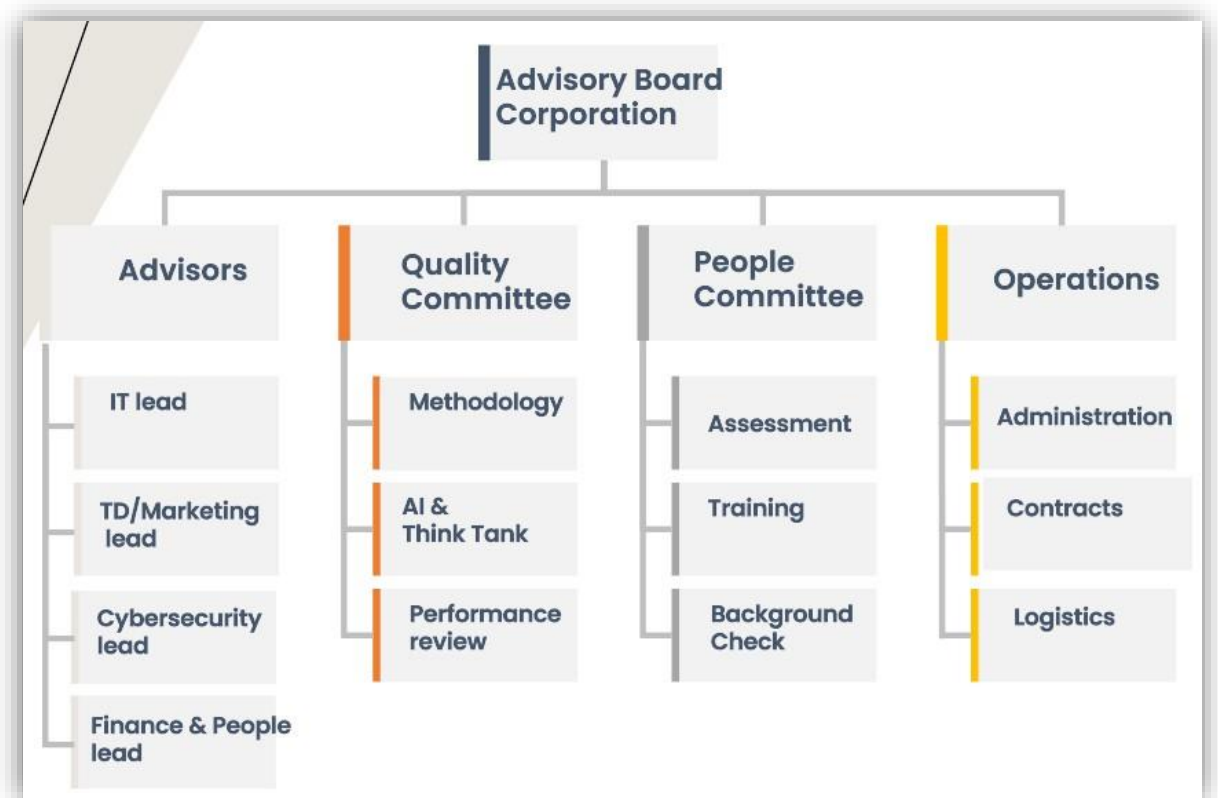 Advisory Board
Corporation
Advisors
IT lead
TD/Marketing
lead
Cybersecurity
lead
Finance & People
lead
Quality
Committee
Methodology
AI &
Think Tank
Performance
review
People
Committee
Assessment
Training
Background
Check
Operations
Administration
Contracts
Logistics